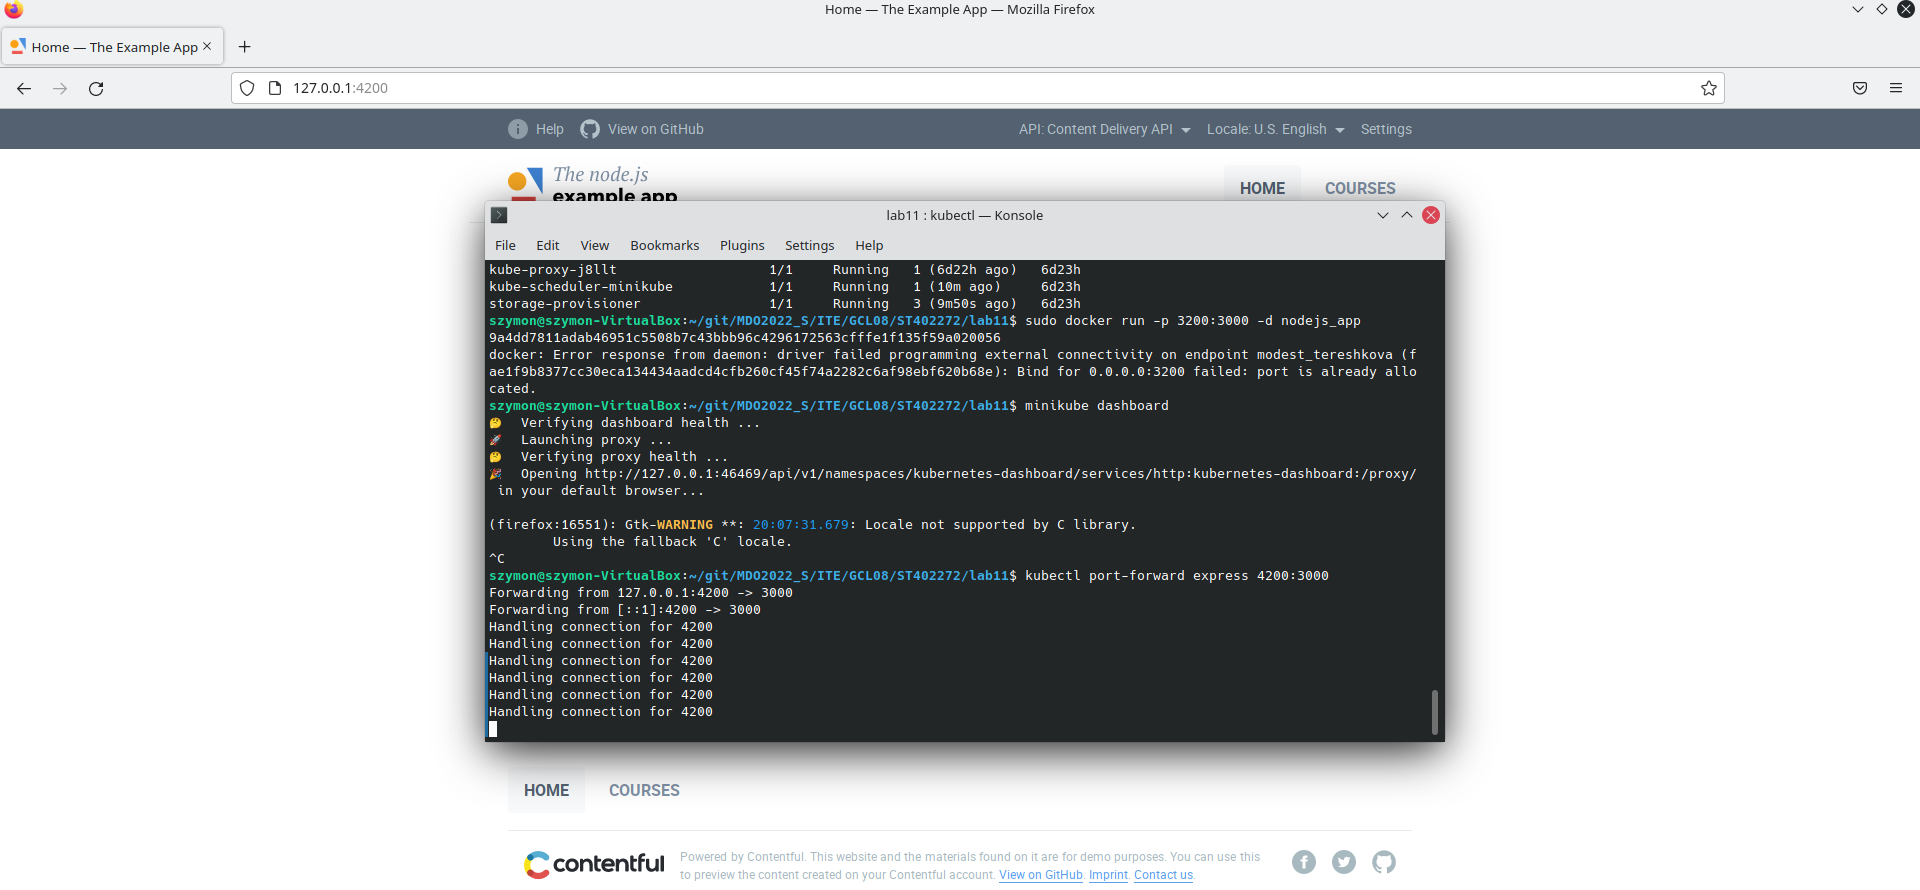 Home — The Example App — Mozilla Firefox
Home — The Example App
127.0.0.1:4200
Help View on GitHub API: Content Delivery API Locale: U.S. English Settings
The node.js
example app
HOME COURSES
lab11 : kubectl — Konsole
File Edit View Bookmarks Plugins Settings Help
kube-proxy-j8llt 1/1 Running 1 (6d22h ago) 6d23h
kube-scheduler-minikube 1/1 Running 1 (10m ago) 6d23h
storage-provisioner 1/1 Running 3 (9m50s ago) 6d23h
szymon@szymon-VirtualBox:~/git/MDO2022_S/ITE/GCL08/ST402272/lab11$ sudo docker run -p 3200:3000 -d nodejs_app
9a4dd7811adab46951c5508b7c43bbb96c4296172563cfffe1f135f59a020056
docker: Error response from daemon: driver failed programming external connectivity on endpoint modest_tereshkova (f
ae1f9b8377cc30eca134434aadcd4cfb260cf45f74a2282c6af98ebf620b68e): Bind for 0.0.0.0:3200 failed: port is already allo
cated.
szymon@szymon-VirtualBox:~/git/MDO2022_S/ITE/GCL08/ST402272/lab11$ minikube dashboard
🤔 Verifying dashboard health ...
🚀 Launching proxy ...
🤔 Verifying proxy health ...
🎉 Opening http://127.0.0.1:46469/api/v1/namespaces/kubernetes-dashboard/services/http:kubernetes-dashboard:/proxy/
in your default browser...
(firefox:16551): Gtk-WARNING **: 20:07:31.679: Locale not supported by C library.
Using the fallback 'C' locale.
^C
szymon@szymon-VirtualBox:~/git/MDO2022_S/ITE/GCL08/ST402272/lab11$ kubectl port-forward express 4200:3000
Forwarding from 127.0.0.1:4200 -> 3000
Forwarding from [::1]:4200 -> 3000
Handling connection for 4200
Handling connection for 4200
Handling connection for 4200
Handling connection for 4200
Handling connection for 4200
Handling connection for 4200
HOME COURSES
contentful Powered by Contentful. This website and the materials found on it are for demo purposes. You can use this
to preview the content created on your Contentful account. View on GitHub. Imprint. Contact us.